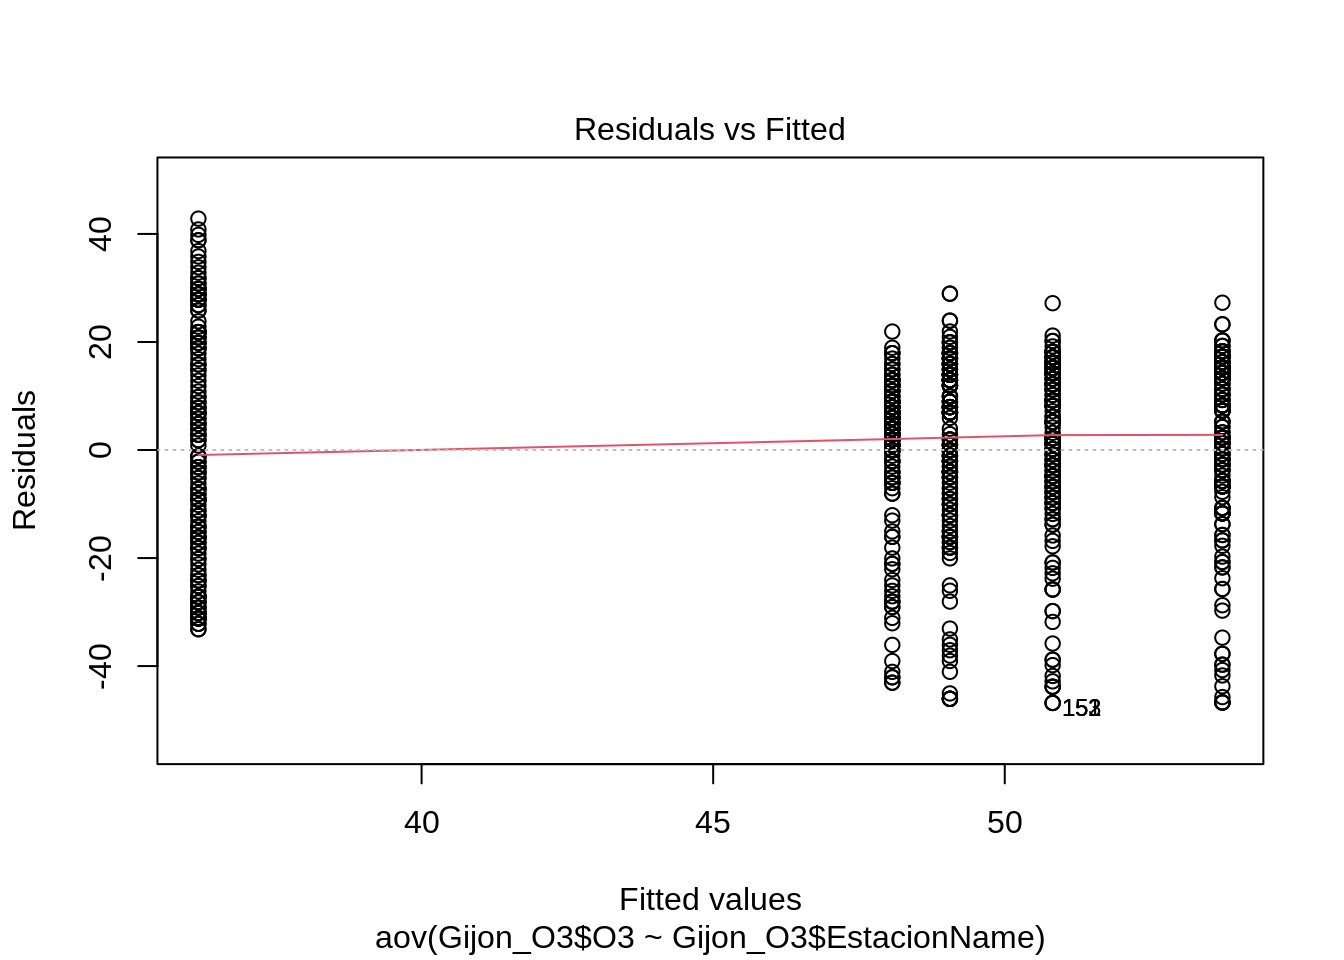 Residuals vs Fitted
Residuals
40
20
0
-20
-40
40
45
50
Fitted values
aov(Gijon_O3$O3 ~ Gijon_O3$EstacionName)